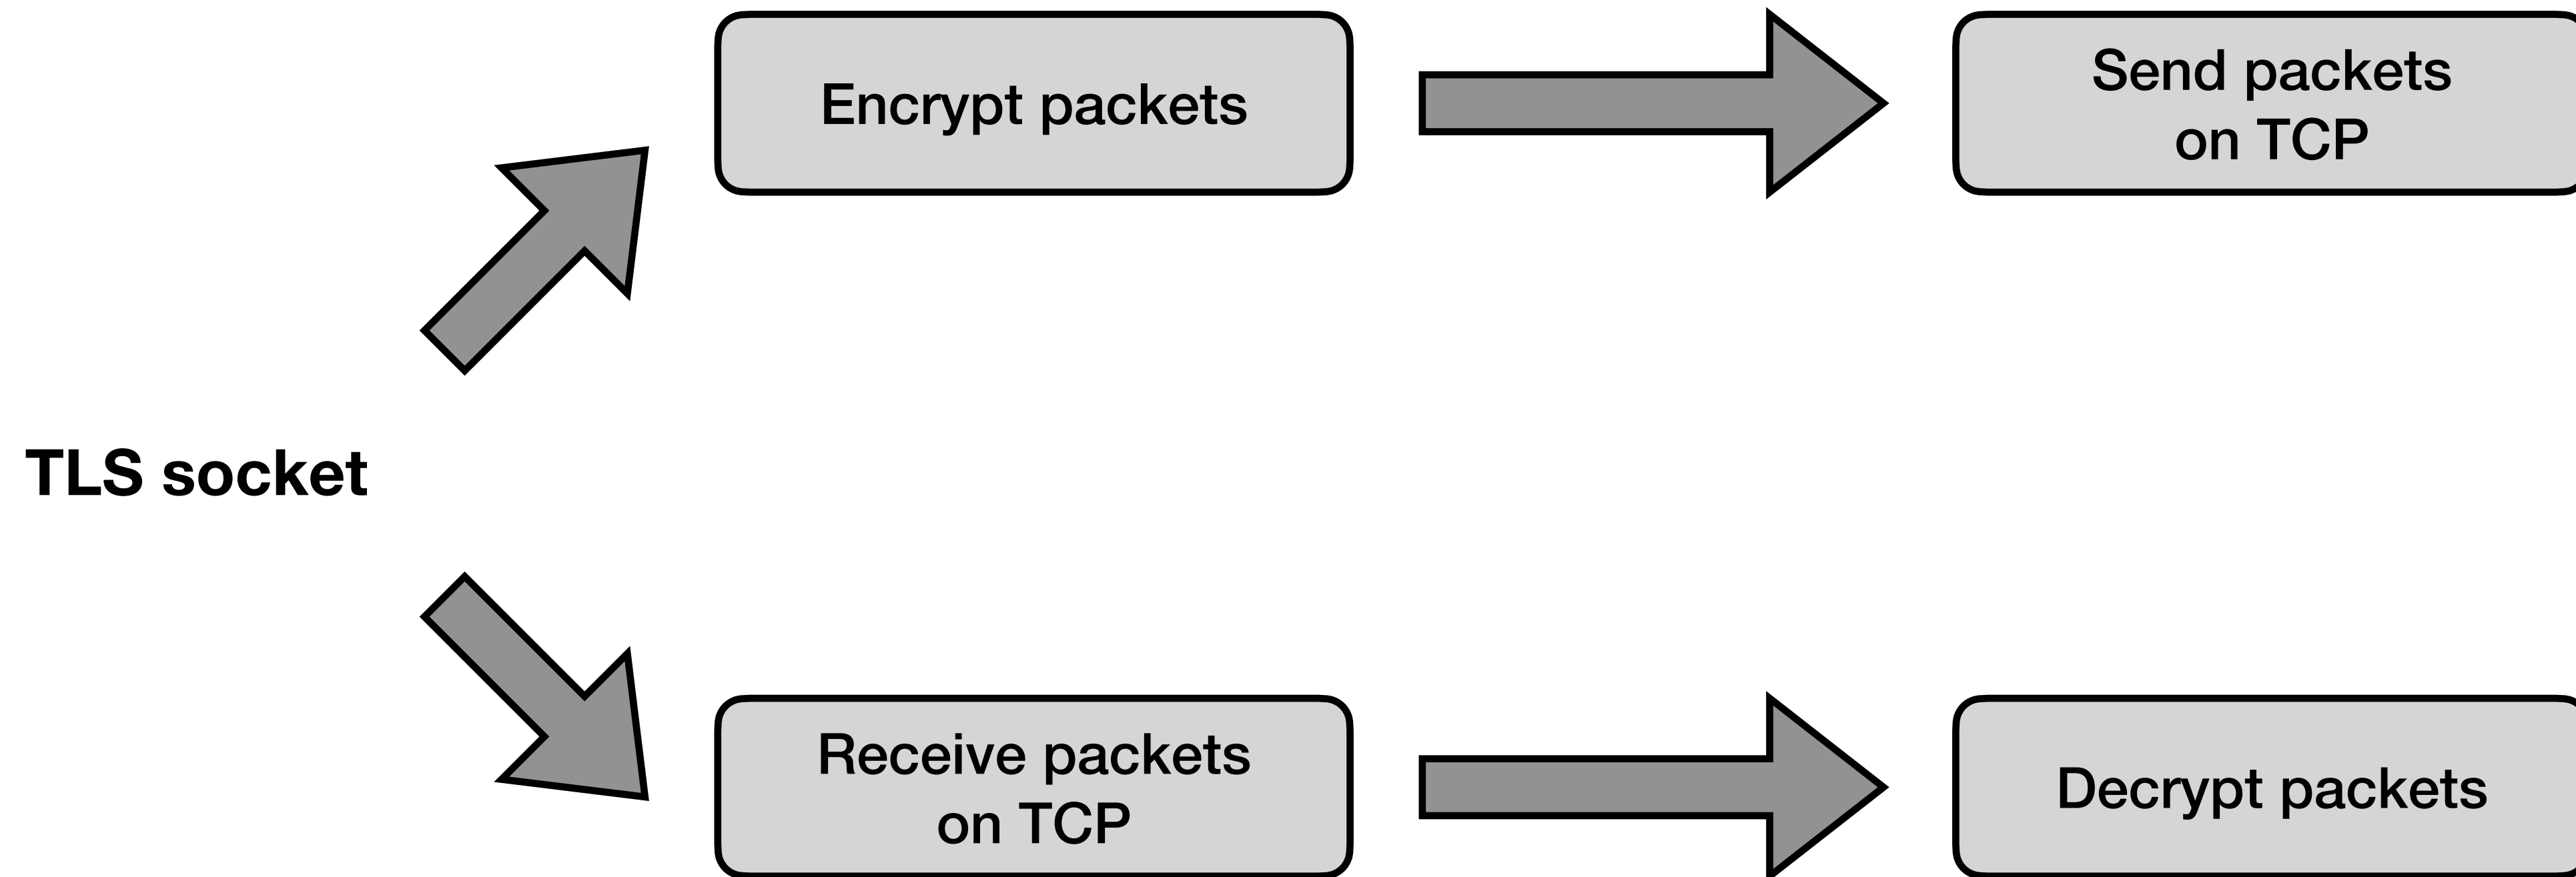 Encrypt packets
Send packets
on TCP
TLS socket
Receive packets
on TCP
Decrypt packets